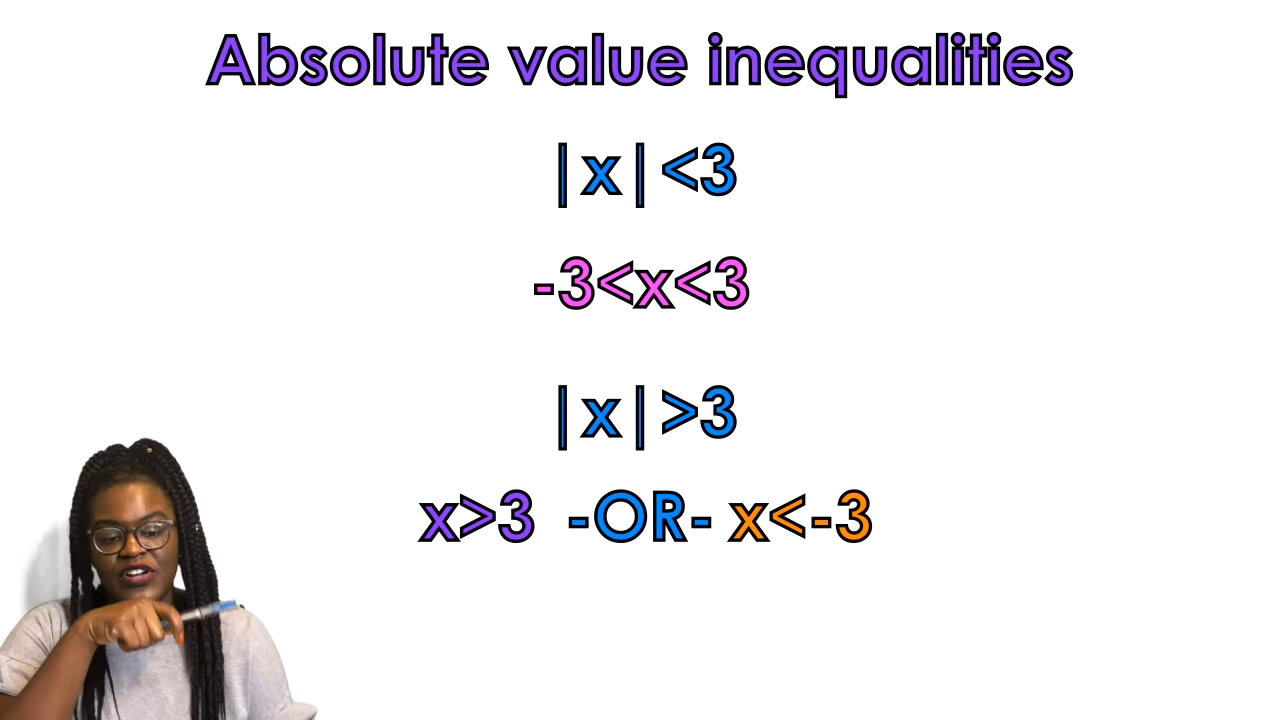 Absolute value inequalities
|x|<3
-3<x<3
|x|>3
x>3 -OR- x<-3